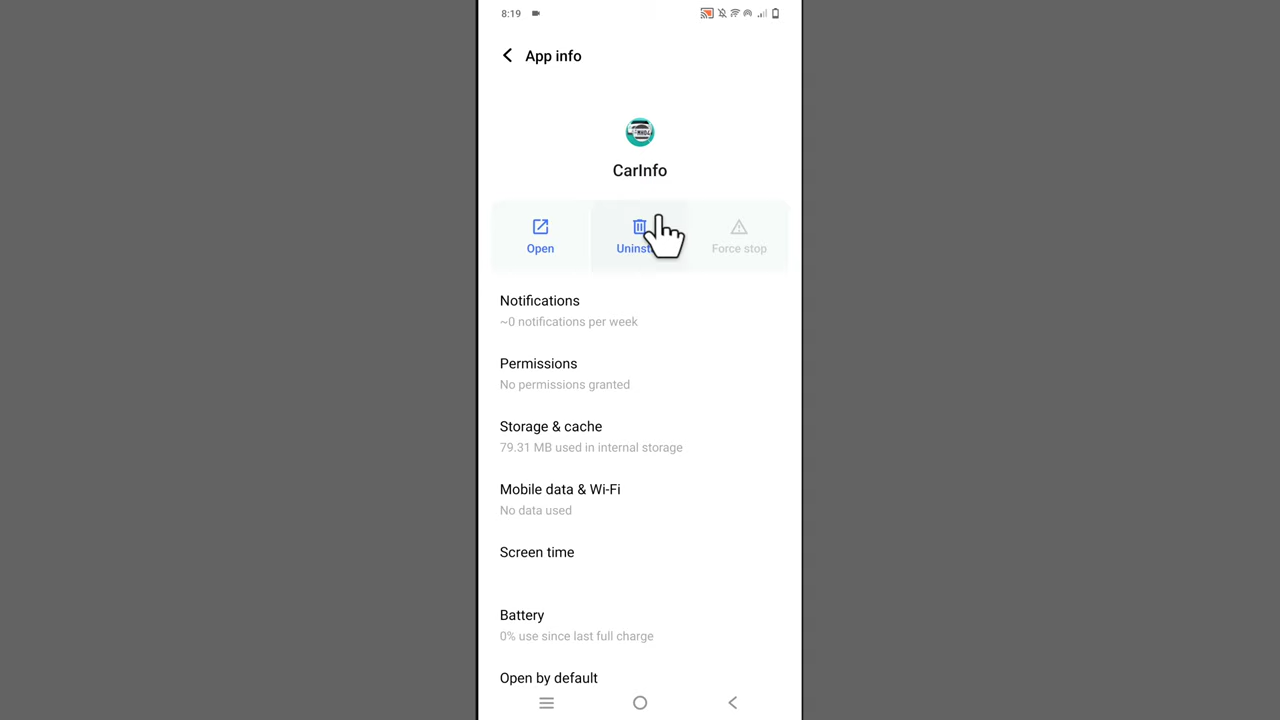 8:19
App info
CarInfo
Open
Force stop
Notifications
~0 notifications per week
Permissions
No permissions granted
Storage & cache
79.31 MB used in internal storage
Mobile data & Wi-Fi
No data used
Screen time
Battery
0% use since last full charge
Open by default